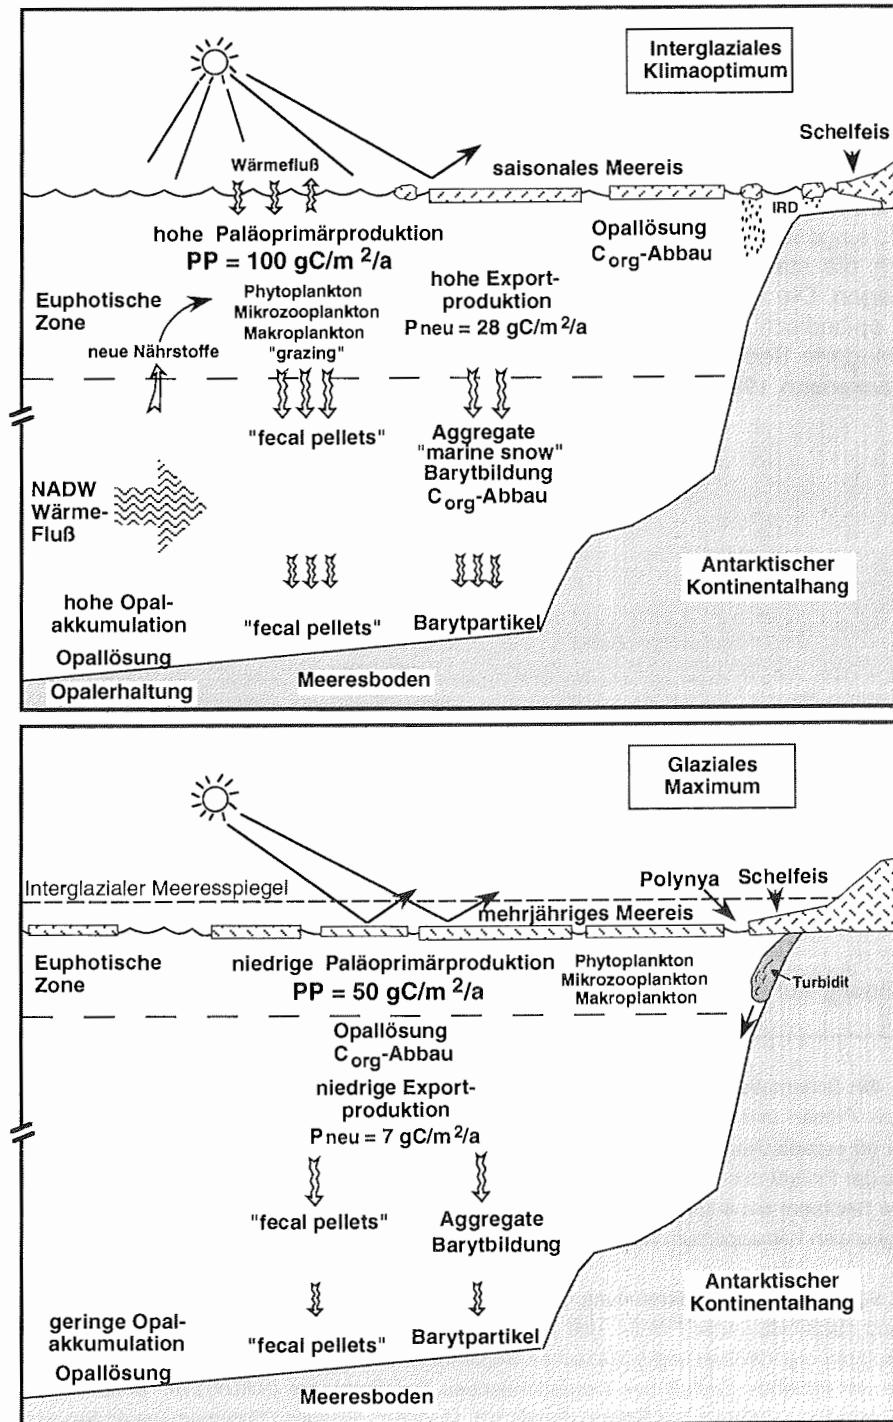 Interglaziales
Klimaoptimum
Schelfeis
Wärmefluß
saisonales Meereis
IRD
hohe Paläoprimärproduktion
PP = 100 gC/m²/a
Opallösung
Corg-Abbau
Euphotische
Zone
Phytoplankton
Mikrozooplankton
Makroplankton
"grazing"
hohe Export-
produktion
Pneu = 28 gC/m²/a
neue Nährstoffe
"fecal pellets"
Aggregate
"marine snow"
Barytbildung
Corg-Abbau
NADW
Wärme-
Fluß
Antarktischer
Kontinentalhang
hohe Opal-
akkumulation
"fecal pellets"
Barytpartikel
Opallösung
Opalerhaltung
Meeresboden
Glaziales
Maximum
Interglazialer Meeresspiegel
Polynya
Schelfeis
mehrjähriges Meereis
Euphotische
Zone
niedrige Paläoprimärproduktion
PP = 50 gC/m²/a
Phytoplankton
Mikrozooplankton
Makroplankton
Turbidit
Opallösung
Corg-Abbau
niedrige Export-
produktion
Pneu = 7 gC/m²/a
"fecal pellets"
Aggregate
Barytbildung
Antarktischer
Kontinentalhang
geringe Opal-
akkumulation
"fecal pellets"
Barytpartikel
Opallösung
Meeresboden